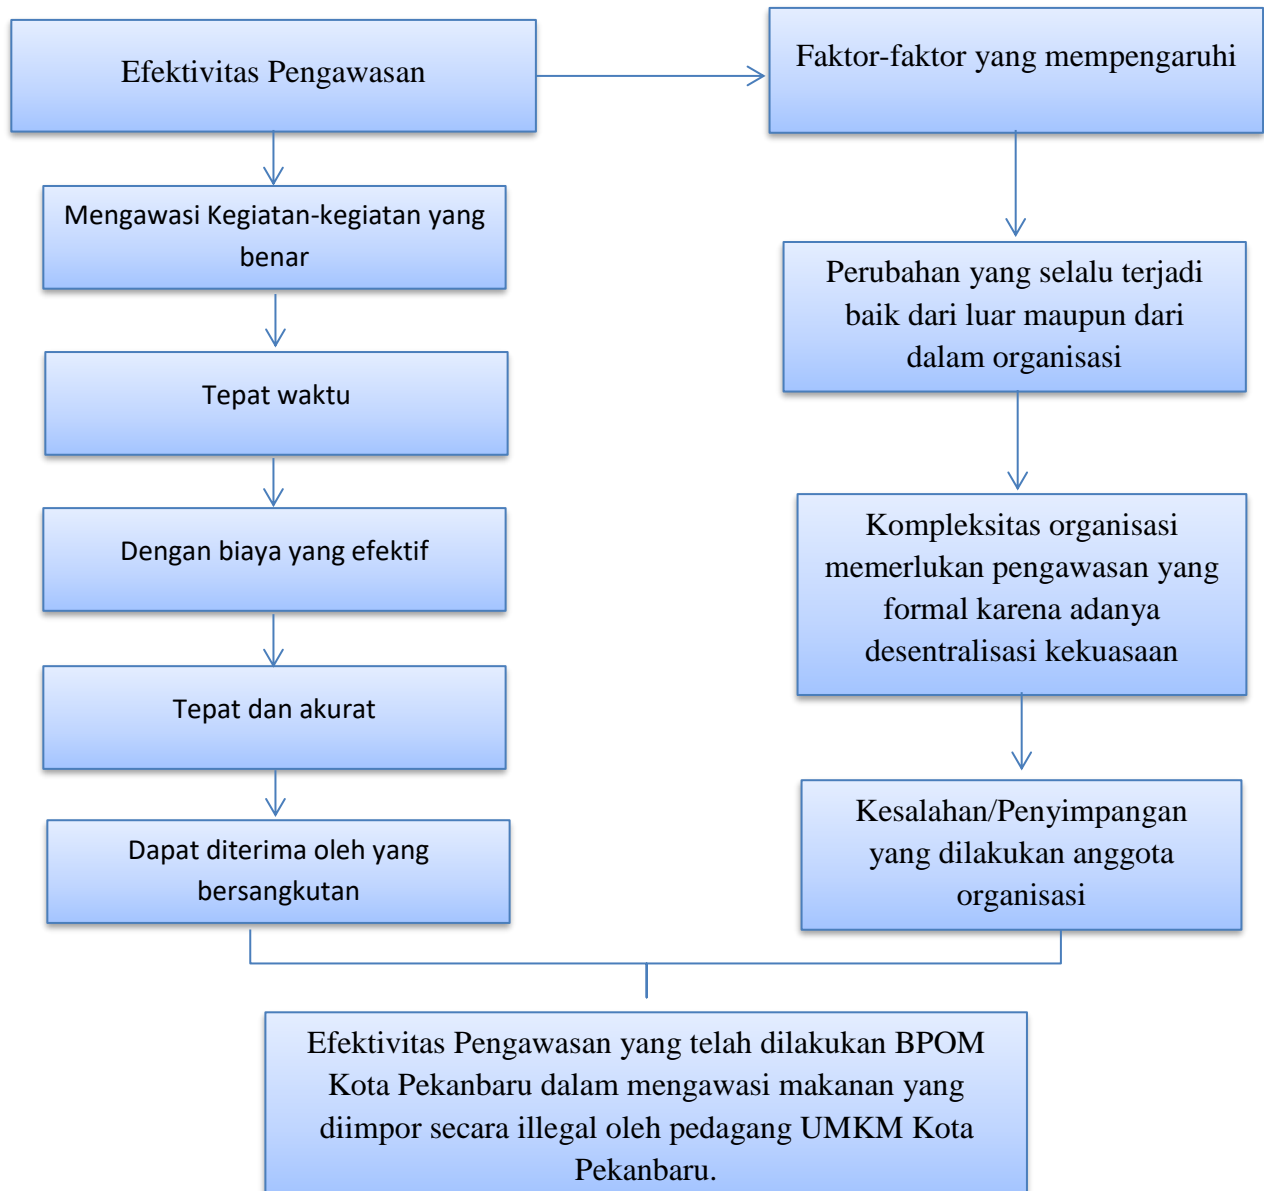 Efektivitas Pengawasan
Faktor-faktor yang mempengaruhi
Mengawasi Kegiatan-kegiatan yang
benar
Tepat waktu
Dengan biaya yang efektif
Tepat dan akurat
Dapat diterima oleh yang
bersangkutan
Perubahan yang selalu terjadi
baik dari luar maupun dari
dalam organisasi
Kompleksitas organisasi
memerlukan pengawasan yang
formal karena adanya
desentralisasi kekuasaan
Kesalahan/Penyimpangan
yang dilakukan anggota
organisasi
Efektivitas Pengawasan yang telah dilakukan BPOM
Kota Pekanbaru dalam mengawasi makanan yang
diimpor secara illegal oleh pedagang UMKM Kota
Pekanbaru.